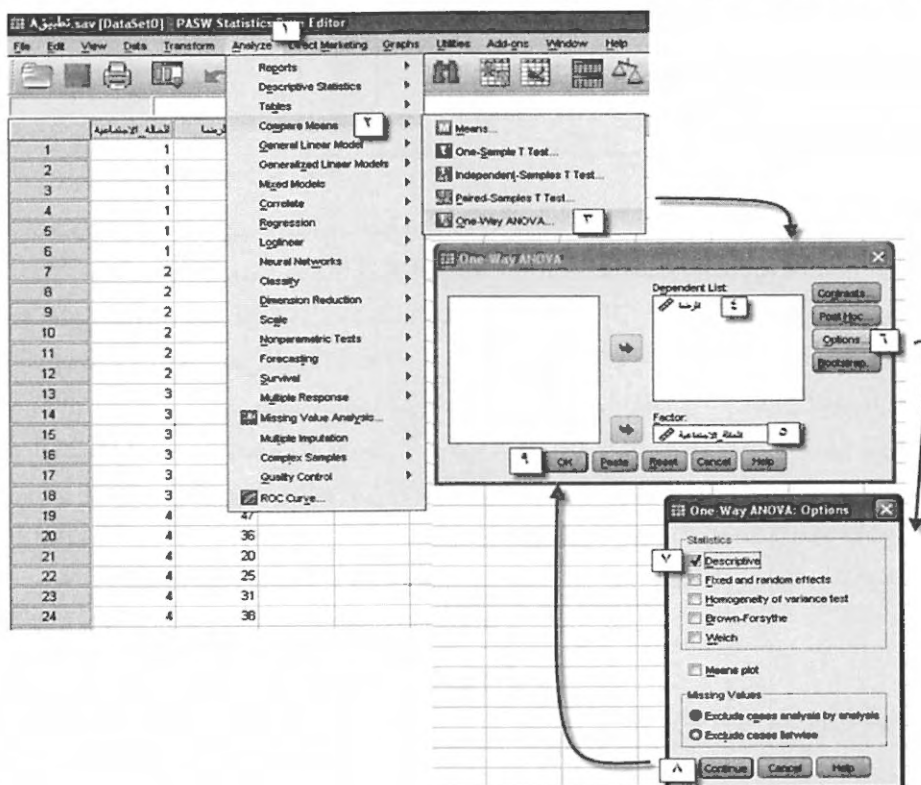 تطبيق٨.sav [DataSet0] - PASW Statistics Data Editor
١
File Edit View Data Transform Analyze Direct Marketing Graphs Utilities Add-ons Window Help
Reports
Descriptive Statistics
Tables
Compare Means ٢
General Linear Model
Generalized Linear Models
Mixed Models
Correlate
Regression
Loglinear
Neural Networks
Classify
Dimension Reduction
Scale
Nonparametric Tests
Forecasting
Survival
Multiple Response
Missing Value Analysis...
Multiple Imputation
Complex Samples
Quality Control
ROC Curve...
Means...
One-Sample T Test...
Independent-Samples T Test...
Paired-Samples T Test...
One-Way ANOVA... ٣
الحالة_الاجتماعية الرضا
1 1
2 1
3 1
4 1
5 1
6 1
7 2
8 2
9 2
10 2
11 2
12 2
13 3
14 3
15 3
16 3
17 3
18 3
19 4 47
20 4 36
21 4 20
22 4 25
23 4 31
24 4 38
One-Way ANOVA
Dependent List:
الرضا ٤
Contrasts...
Post Hoc...
Options... ٦
Bootstrap...
Factor:
الحالة_الاجتماعية ٥
٩ OK Paste Reset Cancel Help
One-Way ANOVA: Options
Statistics
٧ Descriptive
Fixed and random effects
Homogeneity of variance test
Brown-Forsythe
Welch
Means plot
Missing Values
Exclude cases analysis by analysis
Exclude cases listwise
٨ Continue Cancel Help